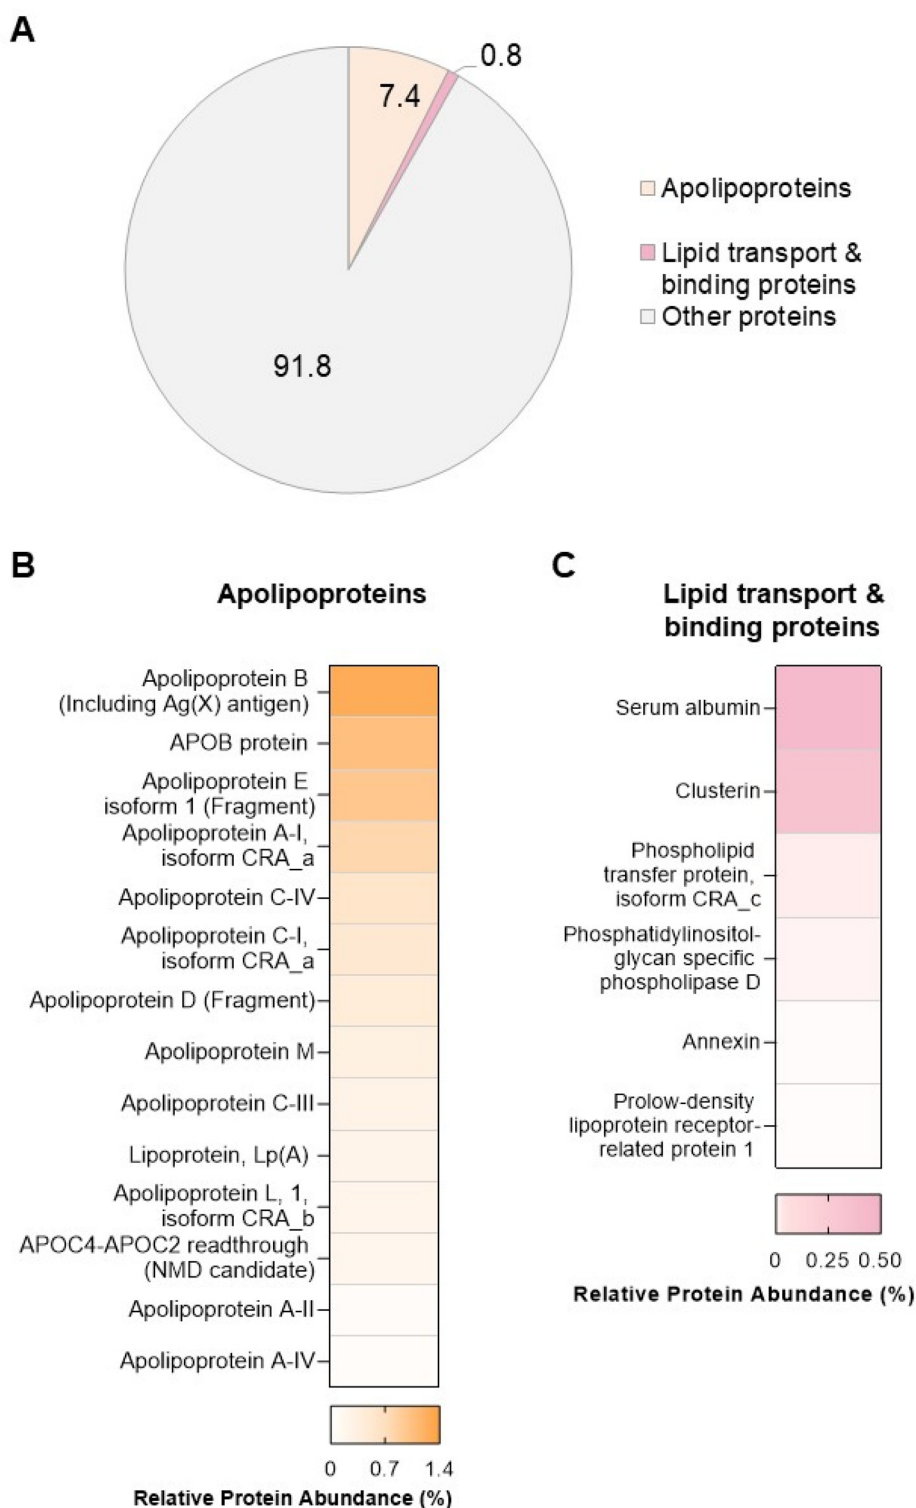 A
0.8
7.4
91.8
Apolipoproteins
Lipid transport &
binding proteins
Other proteins
B
Apolipoproteins
Apolipoprotein B
(Including Ag(X) antigen)
APOB protein
Apolipoprotein E
isoform 1 (Fragment)
Apolipoprotein A-I,
isoform CRA_a
Apolipoprotein C-IV
Apolipoprotein C-I,
isoform CRA_a
Apolipoprotein D (Fragment)
Apolipoprotein M
Apolipoprotein C-III
Lipoprotein, Lp(A)
Apolipoprotein L, 1,
isoform CRA_b
APOC4-APOC2 readthrough
(NMD candidate)
Apolipoprotein A-II
Apolipoprotein A-IV
0 0.7 1.4
Relative Protein Abundance (%)
C
Lipid transport &
binding proteins
Serum albumin
Clusterin
Phospholipid
transfer protein,
isoform CRA_c
Phosphatidylinositol-
glycan specific
phospholipase D
Annexin
Prolow-density
lipoprotein receptor-
related protein 1
0 0.25 0.50
Relative Protein Abundance (%)